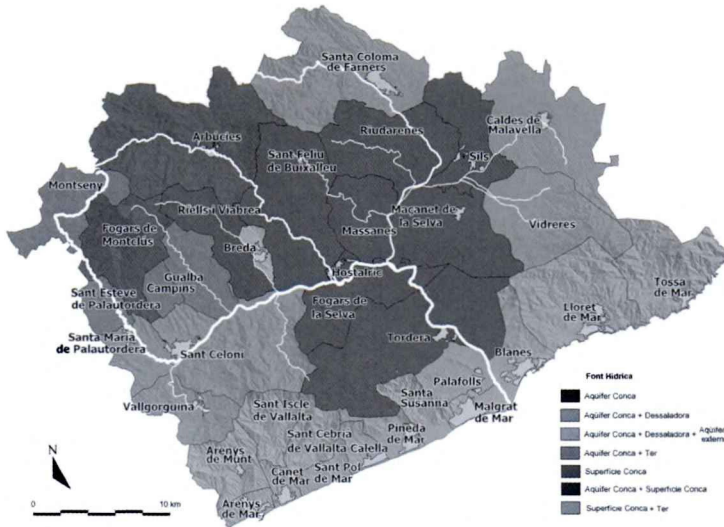 Santa Coloma
de Farners
Caldes de
Malavella
Riudarenes
Arbúcies
Sils
Sant Feliu
de Buixalleu
Montseny
Maçanet de
la Selva
Riells i Viabrea
Massanes
Vidreres
Fogars de
Montclús
Breda
Gualba
Hostalric
Campins
Tossa
de Mar
Sant Esteve
de Palautordera
Fogars de
la Selva
Lloret
de Mar
Santa Maria
de Palautordera
Tordera
Sant Celoni
Blanes
Palafolls
Vallgorguina
Santa
Susanna
Malgrat
de Mar
Sant Iscle
de Vallalta
Pineda
de Mar
Sant Cebria
de Vallalta
Calella
Arenys
de Munt
Canet
de Mar
Sant Pol
de Mar
Arenys
de Mar
N
0 10 km
Font Hídrica
Aqüífer Conca
Aqüífer Conca + Dessaladora
Aqüífer Conca + Dessaladora + Aqüífer
extern
Aqüífer Conca + Ter
Superfície Conca
Aqüífer Conca + Superfície Conca
Superfície Conca + Ter